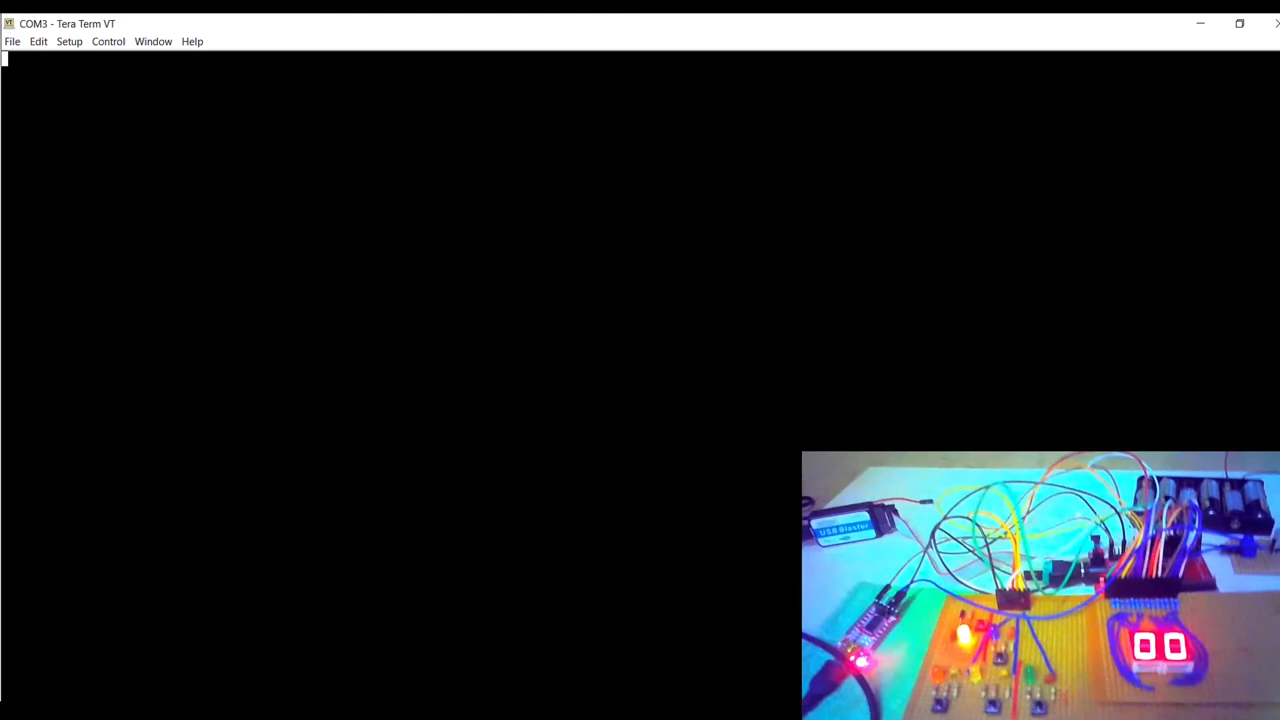 COM3 - Tera Term VT
File Edit Setup Control Window Help
USB Blaster
00